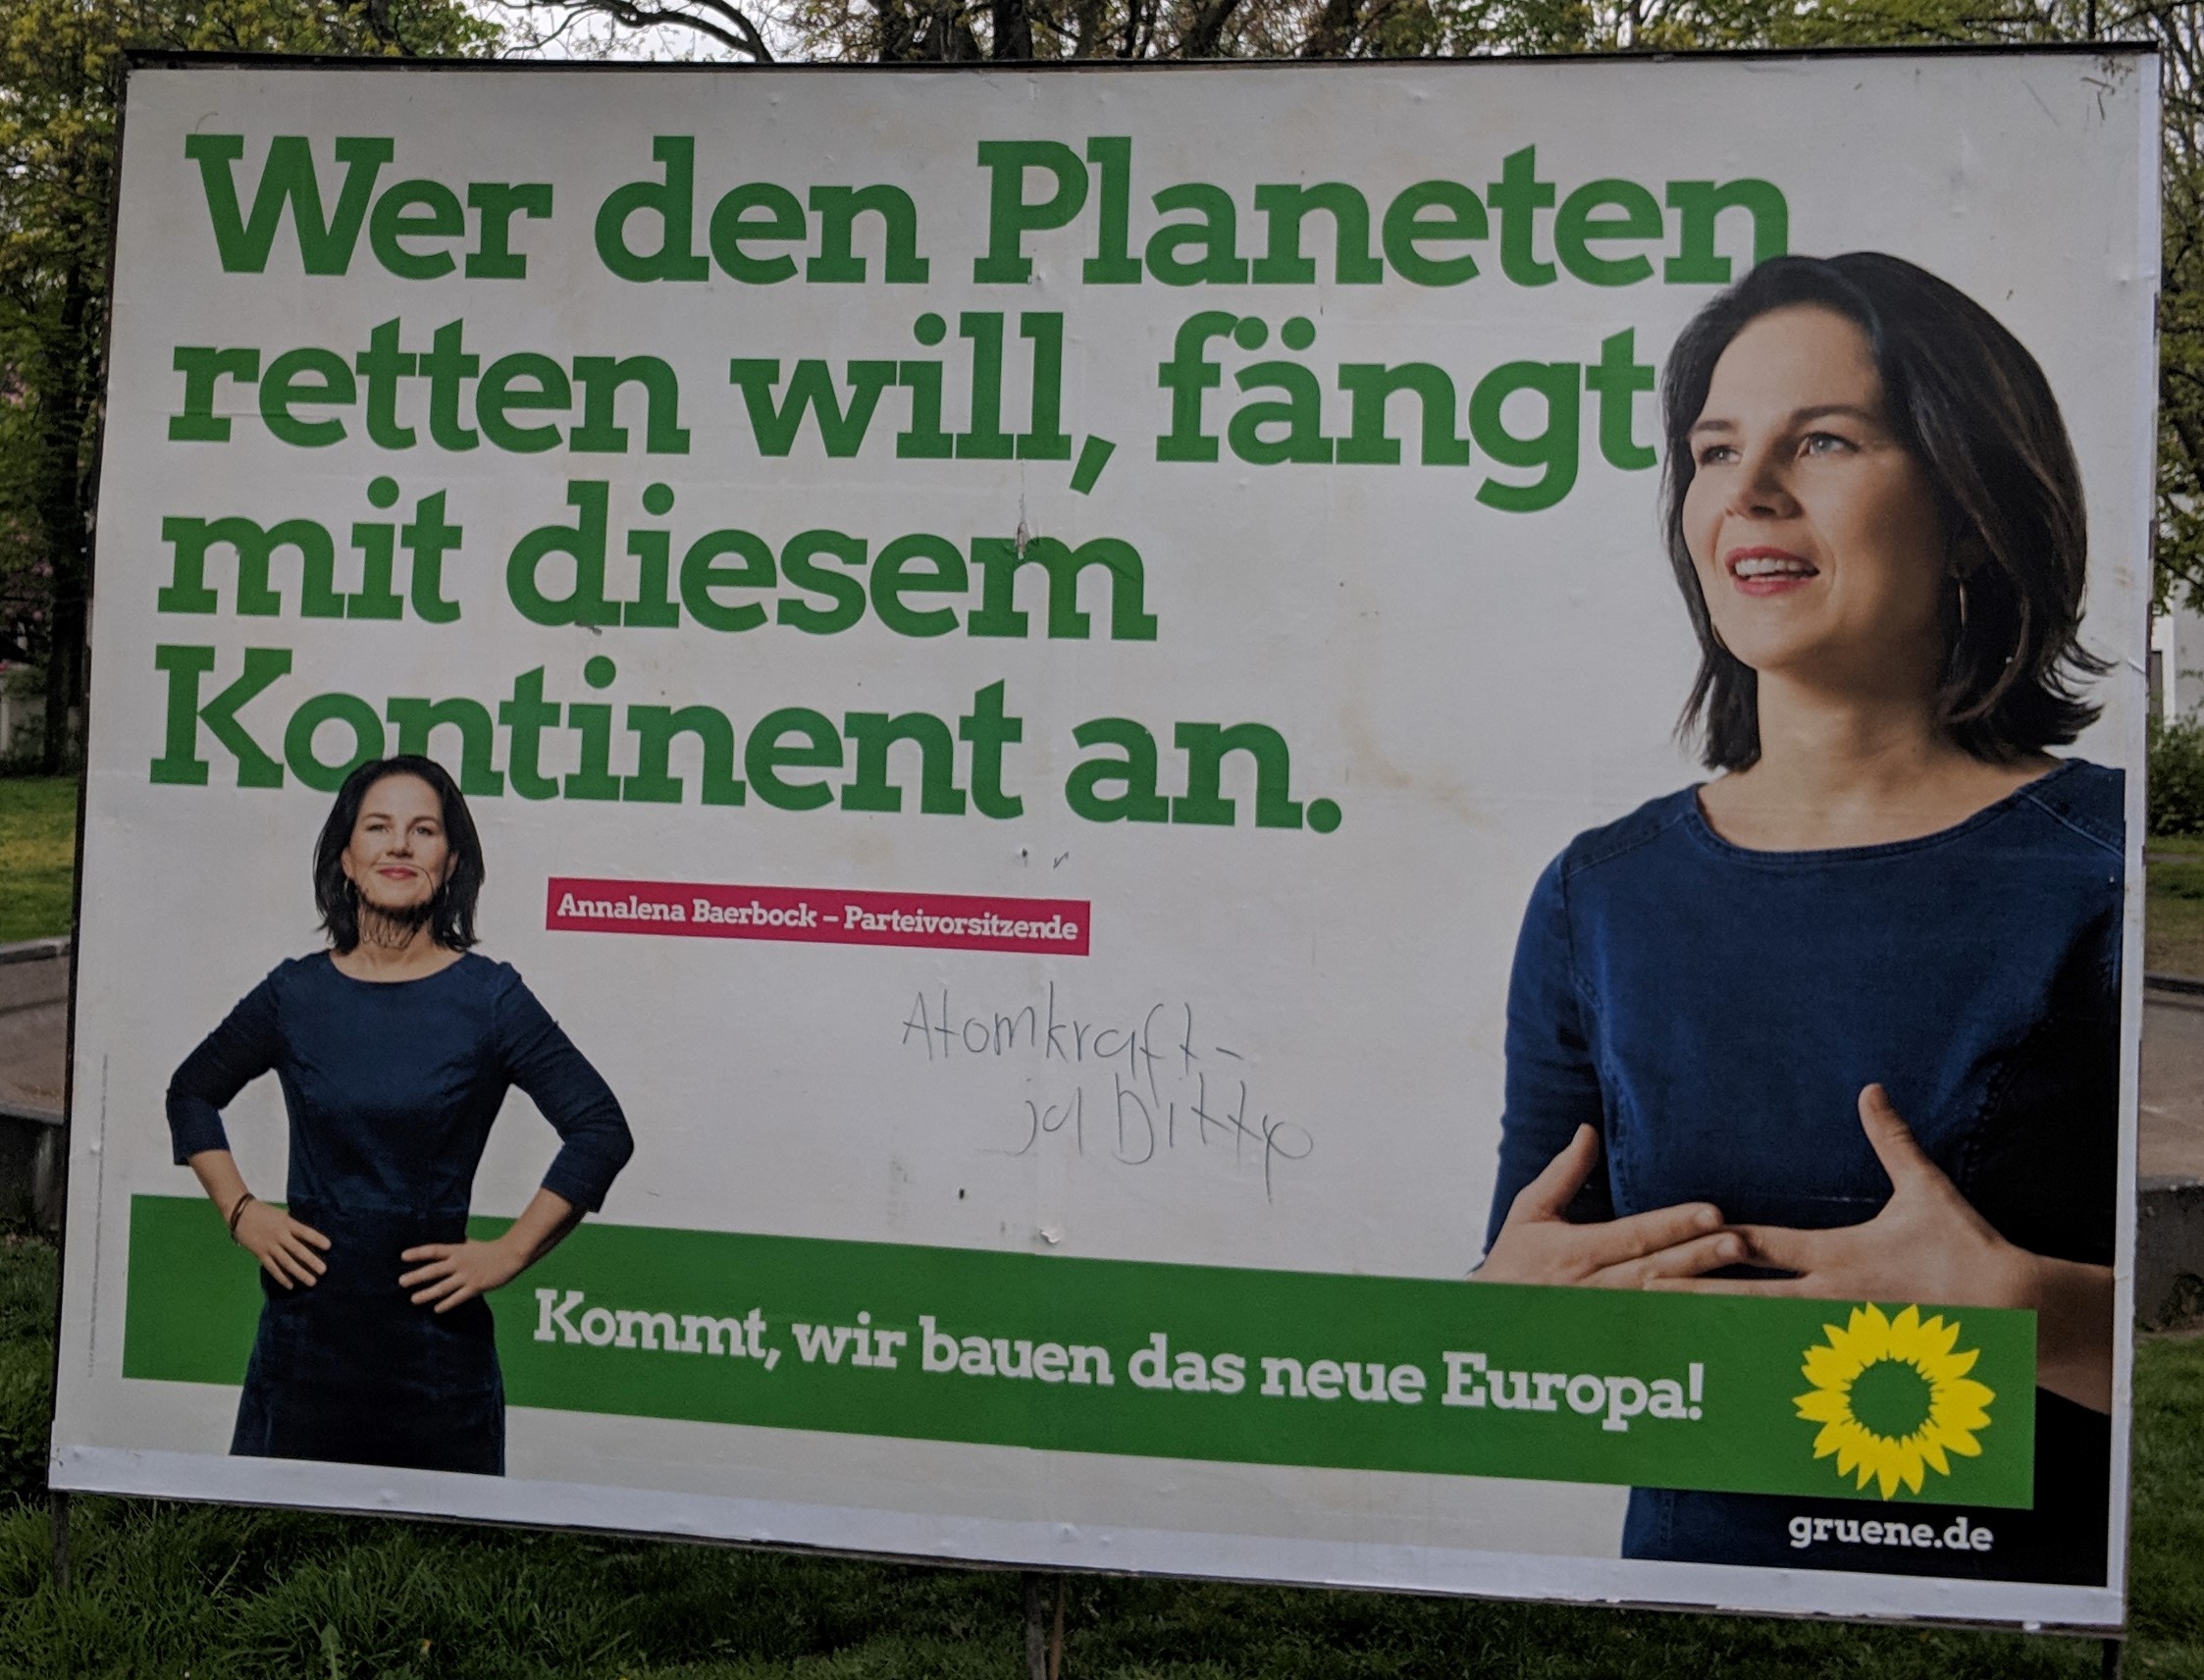 Wer den Planeten
retten will, fängt
mit diesem
Kontinent an.
Annalena Baerbock – Parteivorsitzende
Atomkraft-
ja bitte
Kommt, wir bauen das neue Europa!
gruene.de